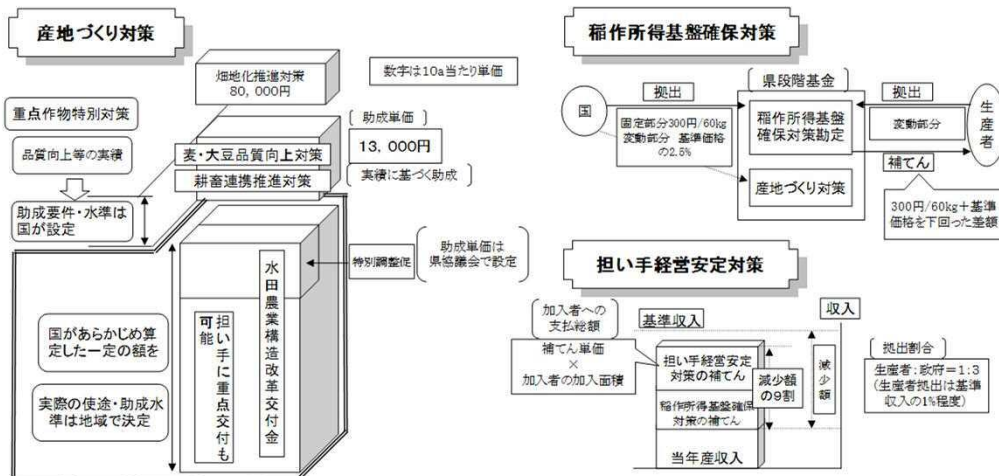 産地づくり対策
畑地化推進対策
80,000円
数字は10a当たり単価
重点作物特別対策
品質向上等の実績
助成要件・水準は
国が設定
助成単価
13,000円
実績に基づく助成
麦・大豆品質向上対策
耕畜連携推進対策
特別調整促
助成単価は
県協議会で設定
水田農業構造改革交付金
担い手に重点交付も
可能
国があらかじめ算
定した一定の額を
実際の使途・助成水
準は地域で決定
稲作所得基盤確保対策
県段階基金
国
拠出
固定部分300円/60kg
変動部分 基準価格
の2.5%
稲作所得基盤
確保対策勘定
産地づくり対策
拠出
変動部分
補てん
生産者
300円/60kg+基準
価格を下回った差額
担い手経営安定対策
加入者への
支払総額
補てん単価
×
加入者の加入面積
基準収入
収入
担い手経営安定
対策の補てん
稲作所得基盤確保
対策の補てん
当年産収入
減少額
の9割
減少額
拠出割合
生産者:政府=1:3
(生産者拠出は基準
収入の1%程度)